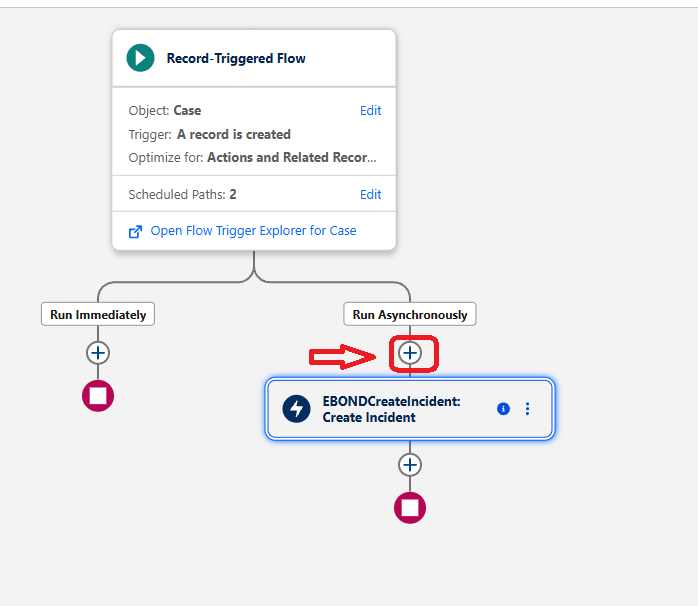 Record-Triggered Flow
Object: Case Edit
Trigger: A record is created
Optimize for: Actions and Related Recor...
Scheduled Paths: 2 Edit
Open Flow Trigger Explorer for Case
Run Immediately
Run Asynchronously
EBONDCreateIncident:
Create Incident